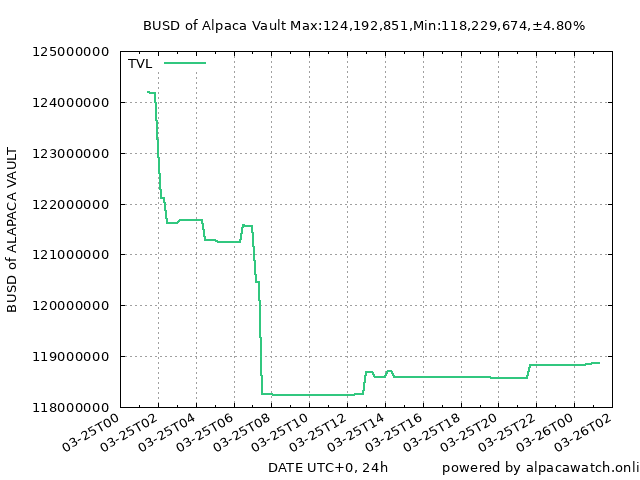 BUSD of Alpaca Vault Max:124,192,851,Min:118,229,674,±4.80%
TVL
125000000
124000000
123000000
122000000
121000000
120000000
119000000
118000000
BUSD of ALAPACA VAULT
03-25T00
03-25T02
03-25T04
03-25T06
03-25T08
03-25T10
03-25T12
03-25T14
03-25T16
03-25T18
03-25T20
03-25T22
03-26T00
03-26T02
DATE UTC+0, 24h
powered by alpacawatch.onli